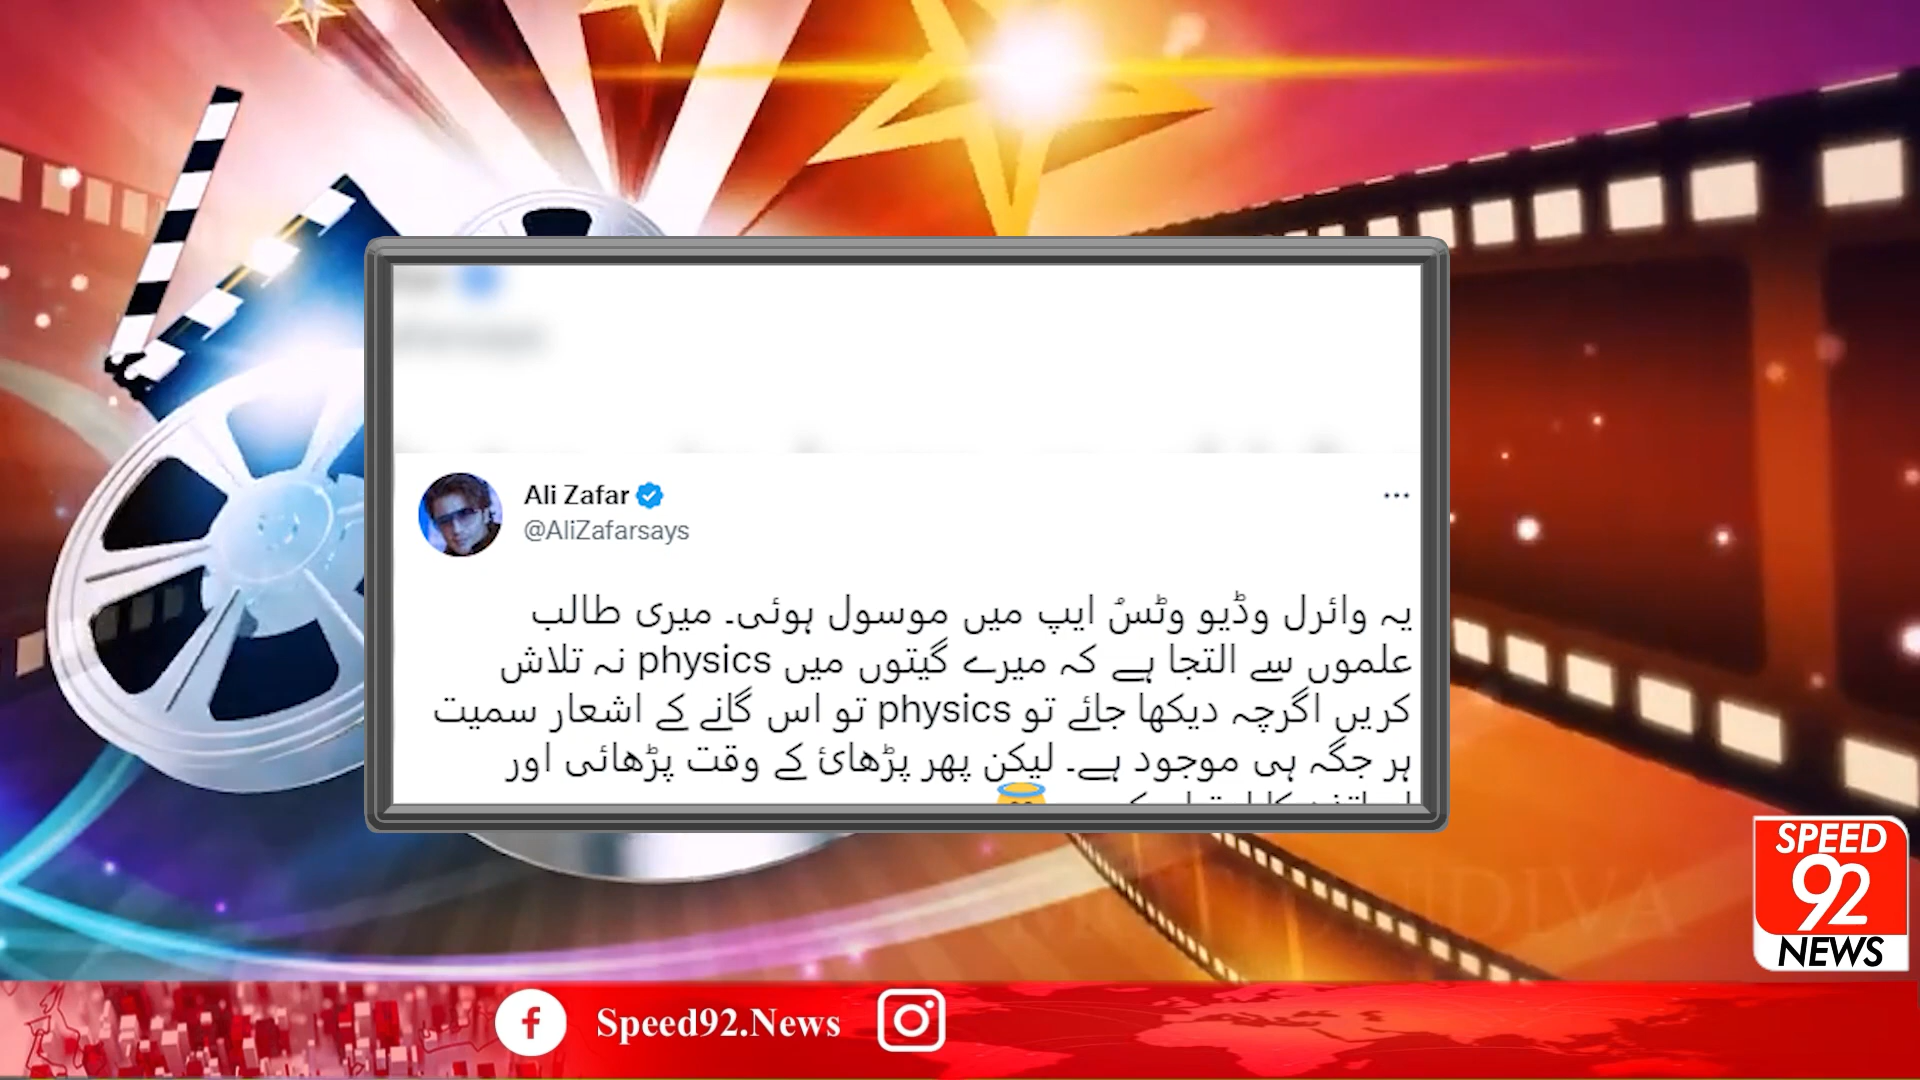 Ali Zafar
@AliZafarsays
یہ وائرل وڈیو وٹسُ ایپ میں موسول ہوئی۔ میری طالب
علموں سے التجا ہے کہ میرے گیتوں میں physics نہ تلاش
کریں اگرچہ دیکھا جائے تو physics تو اس گانے کے اشعار سمیت
ہر جگہ ہی موجود ہے۔ لیکن پھر پڑھائ کے وقت پڑھائی اور
SPEED
92
NEWS
Speed92.News